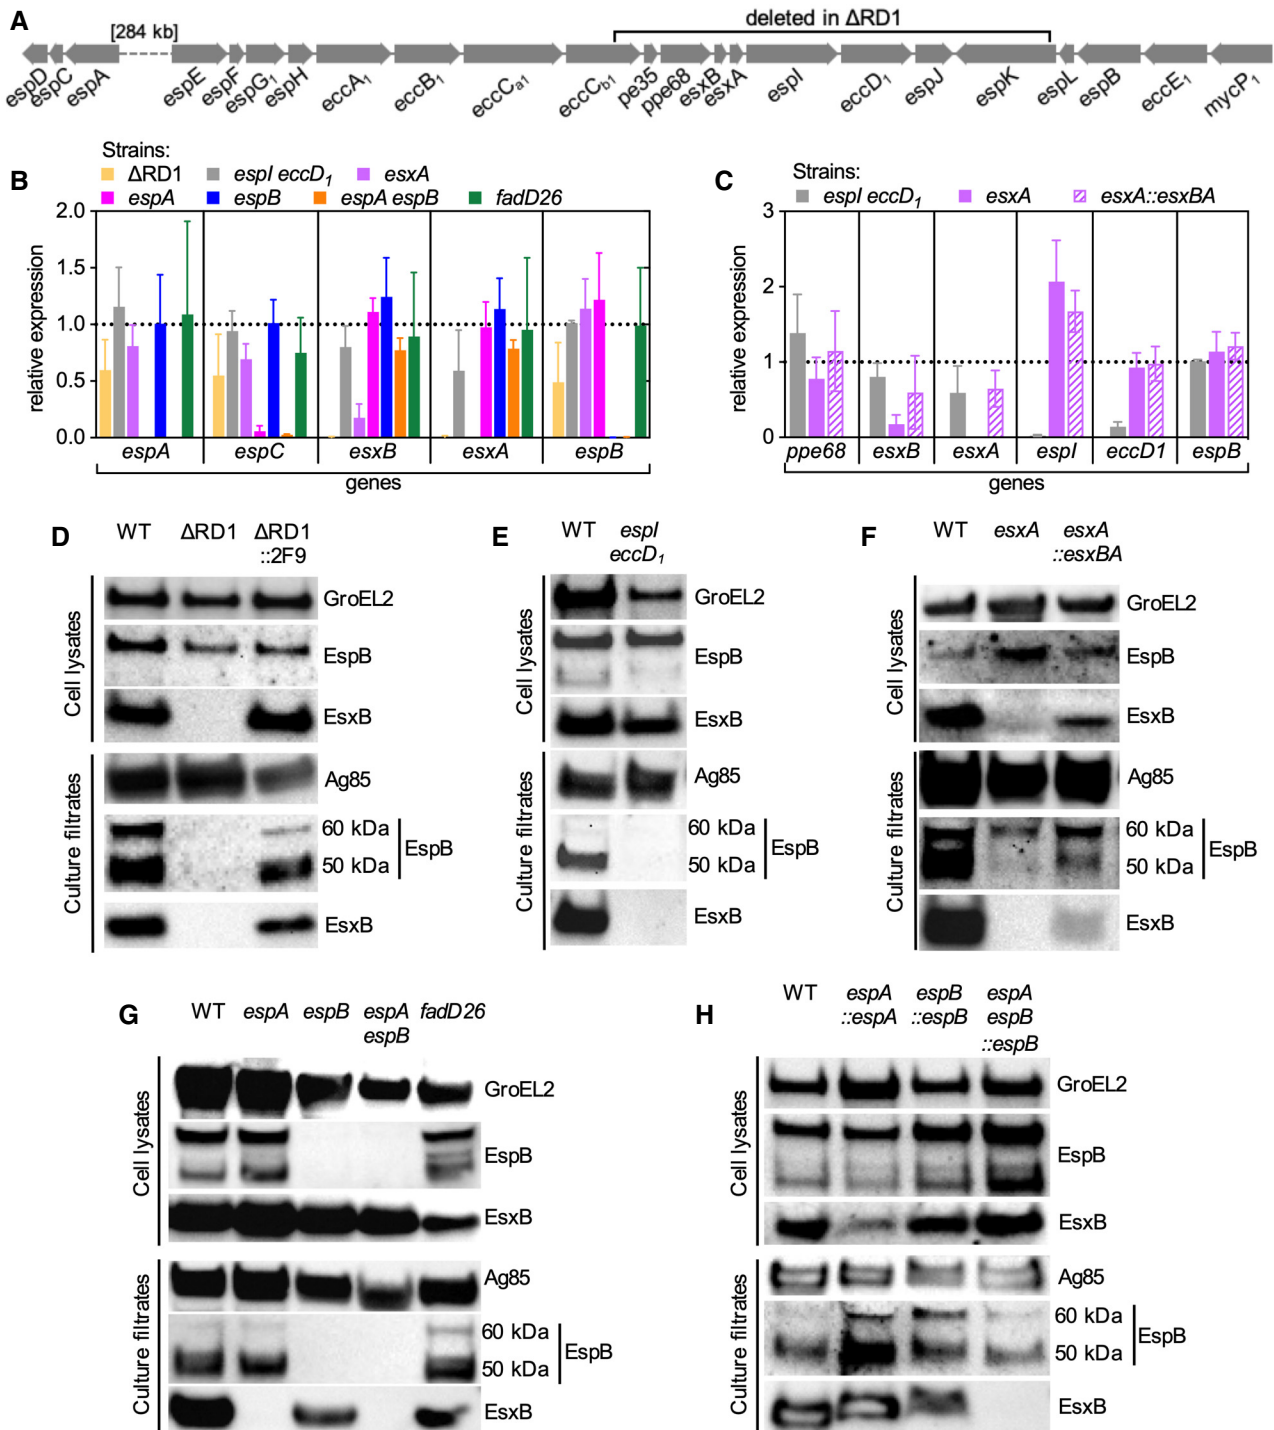 A
[284 kb]
deleted in ΔRD1
espD espC espA espE espF espG₁ espH eccA₁ eccB₁ eccCa1 eccCb1 pe35 ppe68 esxB esxA espI eccD₁ espJ espK espL espB eccE₁ mycP₁
B
Strains:
ΔRD1 espI eccD₁ esxA
espA espB espA espB fadD26
relative expression
2.0
1.5
1.0
0.5
0.0
espA espC esxB esxA espB
genes
C
Strains:
espI eccD₁ esxA esxA::esxBA
relative expression
3
2
1
0
ppe68 esxB esxA espI eccD1 espB
genes
D
WT ΔRD1 ΔRD1
::2F9
Cell lysates
GroEL2
EspB
EsxB
Culture filtrates
Ag85
60 kDa
50 kDa
EspB
EsxB
E
WT espI
eccD₁
Cell lysates
GroEL2
EspB
EsxB
Culture filtrates
Ag85
60 kDa
50 kDa
EspB
EsxB
F
WT esxA esxA
::esxBA
Cell lysates
GroEL2
EspB
EsxB
Culture filtrates
Ag85
60 kDa
50 kDa
EspB
EsxB
G
WT espA espB espA fadD26
espB
Cell lysates
GroEL2
EspB
EsxB
Culture filtrates
Ag85
60 kDa
50 kDa
EspB
EsxB
H
WT espA espB espA
::espA ::espB espB
::espB
Cell lysates
GroEL2
EspB
EsxB
Culture filtrates
Ag85
60 kDa
50 kDa
EspB
EsxB